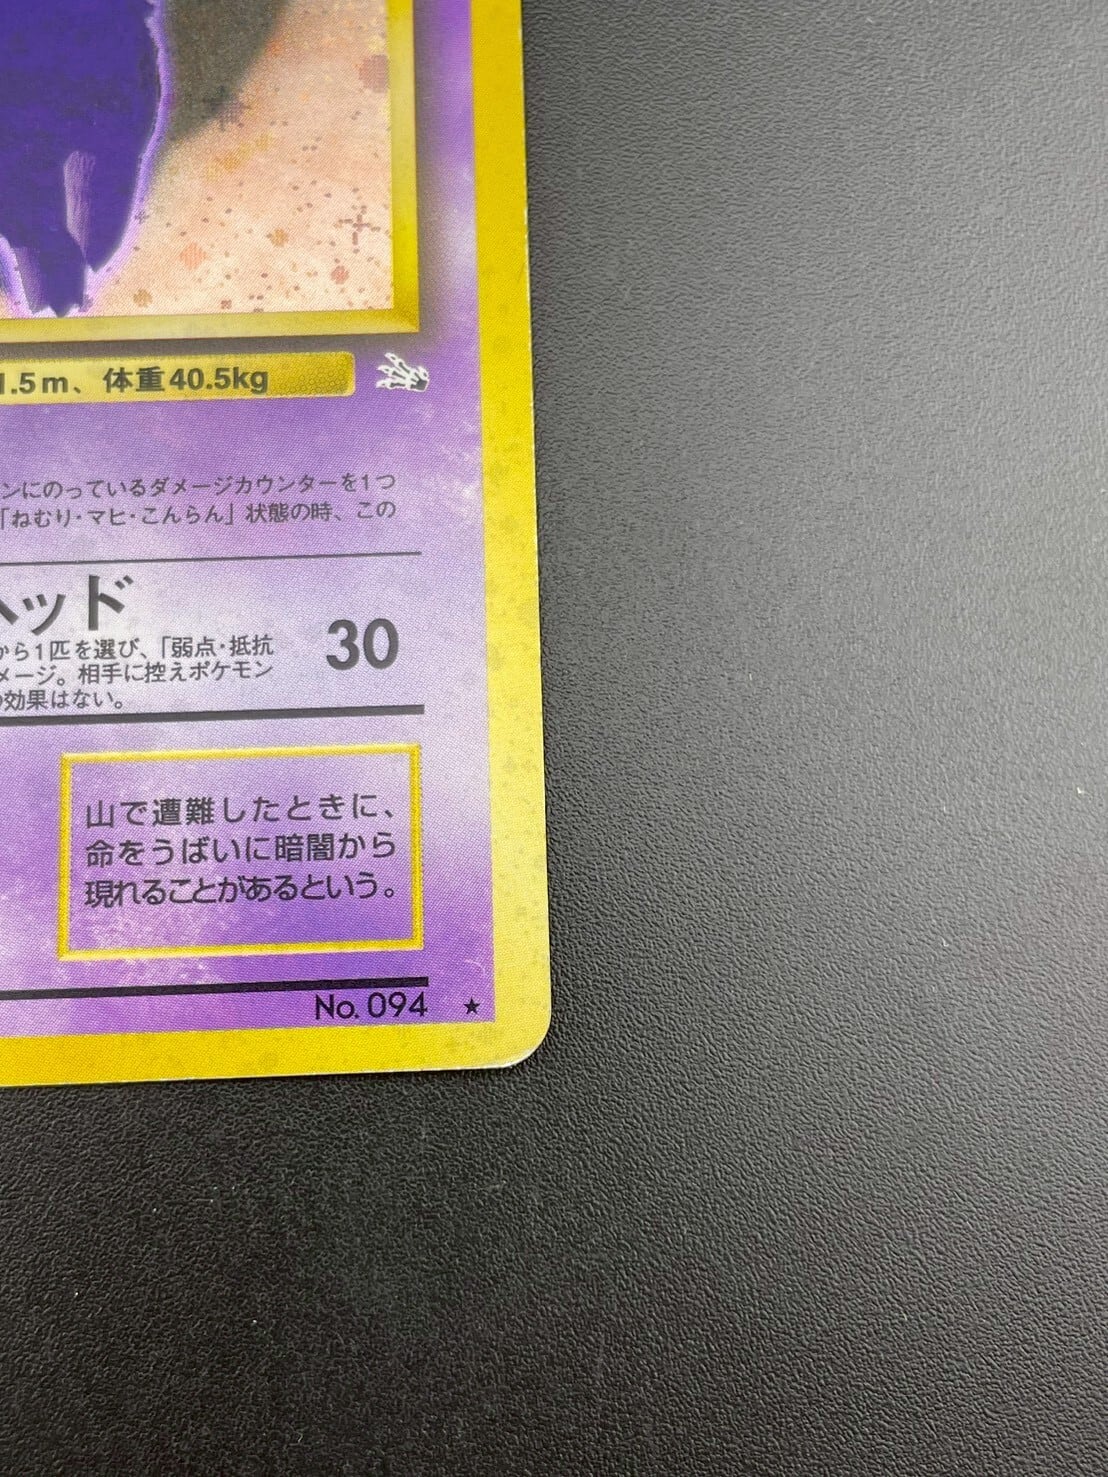 1.5m、体重40.5kg
ンにのっているダメージカウンターを1つ
「ねむり・マヒ・こんらん」状態の時、この
ヘッド
から1匹を選び、「弱点・抵抗
メージ。相手に控えポケモン
の効果はない。
30
山で遭難したときに、
命をうばいに暗闇から
現れることがあるという。
No. 094 ★